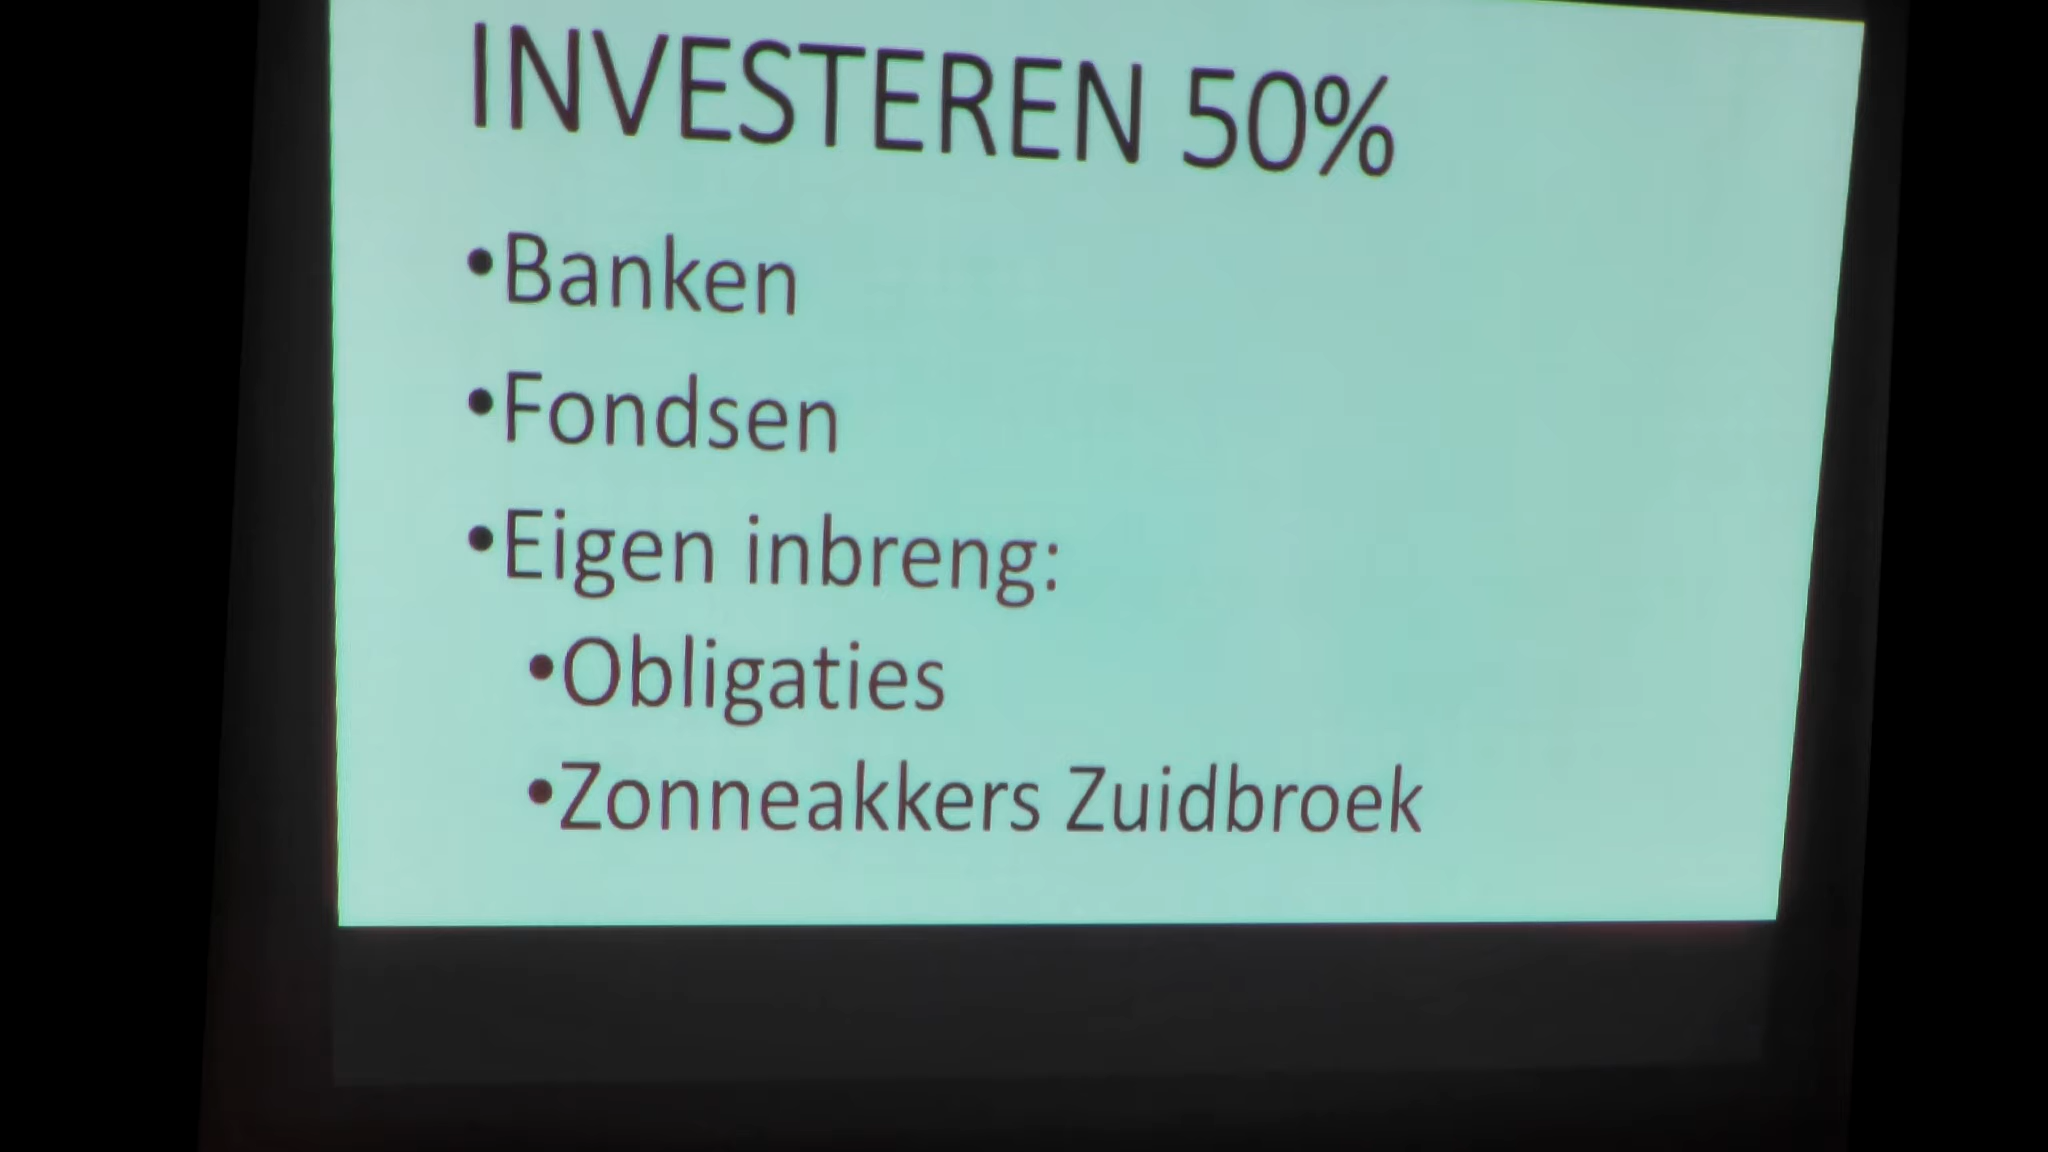 INVESTEREN 50%
•Banken
•Fondsen
•Eigen inbreng:
•Obligaties
•Zonneakkers Zuidbroek